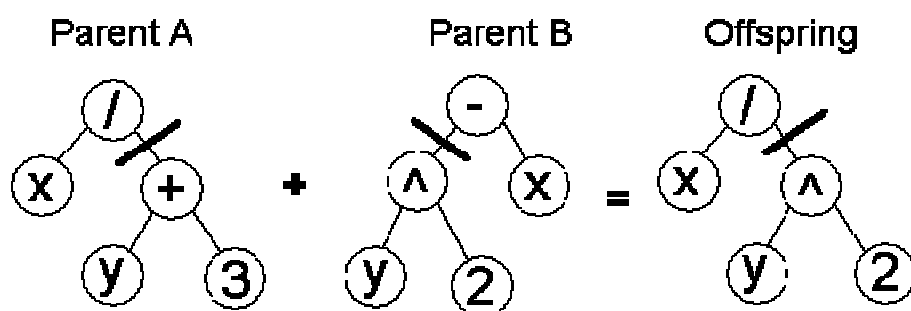 Parent A Parent B Offspring
/ - /
x + + ^ x = x ^
y 3 y 2 y 2